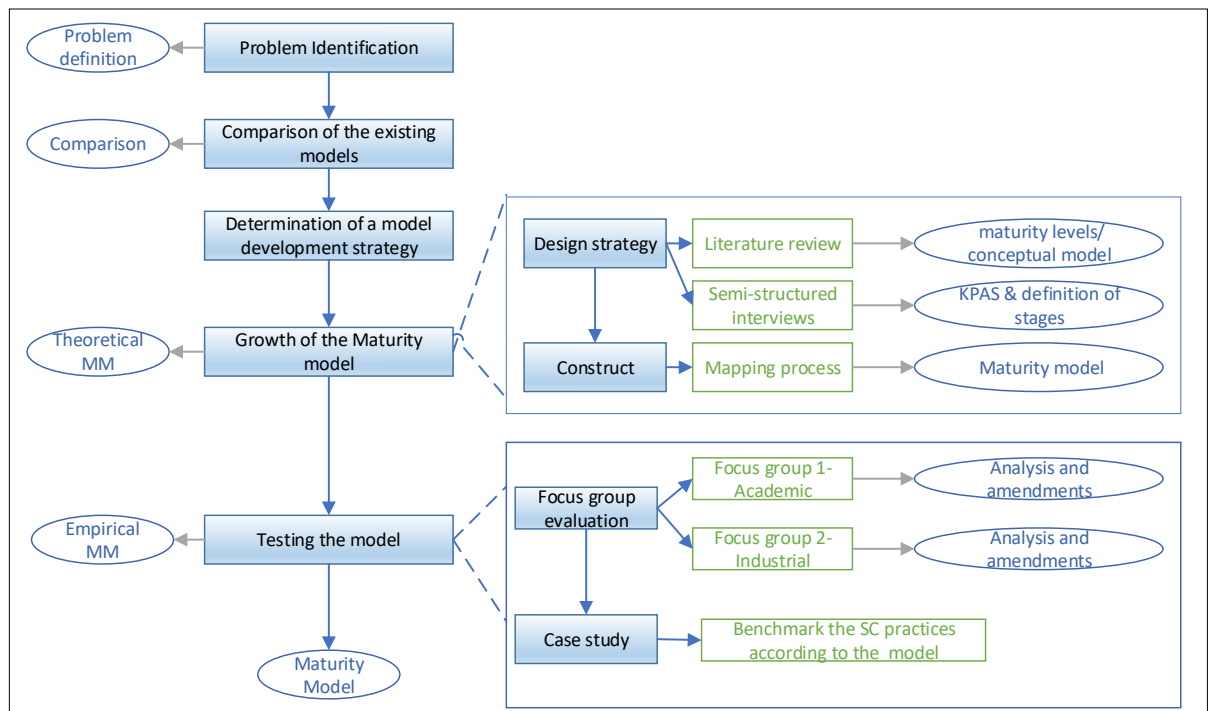 Problem
definition
Problem Identification
Comparison
Comparison of the existing
models
Determination of a model
development strategy
Theoretical
MM
Growth of the Maturity
model
Design strategy
Literature review
maturity levels/
conceptual model
Semi-structured
interviews
KPAS & definition of
stages
Construct
Mapping process
Maturity model
Empirical
MM
Testing the model
Focus group
evaluation
Focus group 1-
Academic
Analysis and
amendments
Focus group 2-
Industrial
Analysis and
amendments
Case study
Benchmark the SC practices
according to the model
Maturity
Model